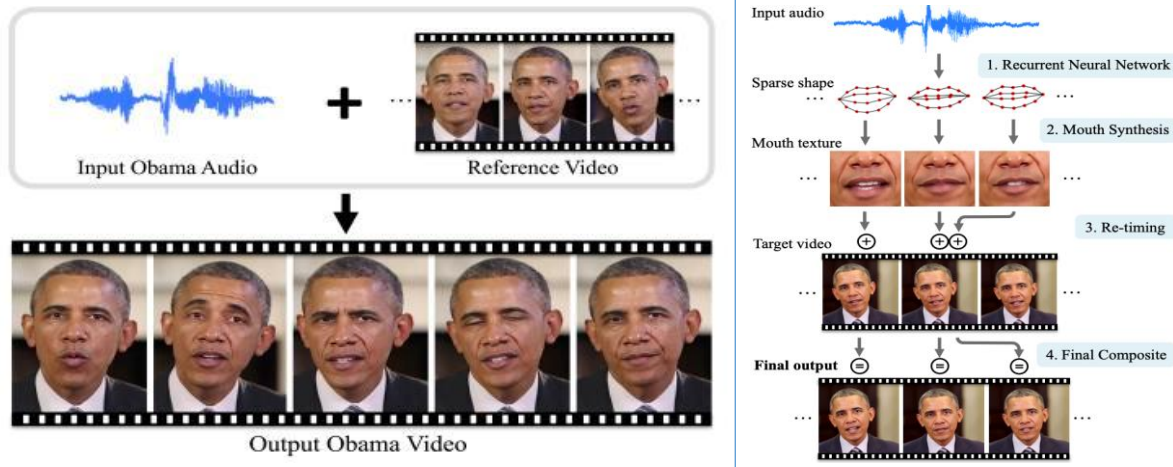 Input Obama Audio
Reference Video
Output Obama Video
Input audio
1. Recurrent Neural Network
Sparse shape
2. Mouth Synthesis
Mouth texture
3. Re-timing
Target video
4. Final Composite
Final output